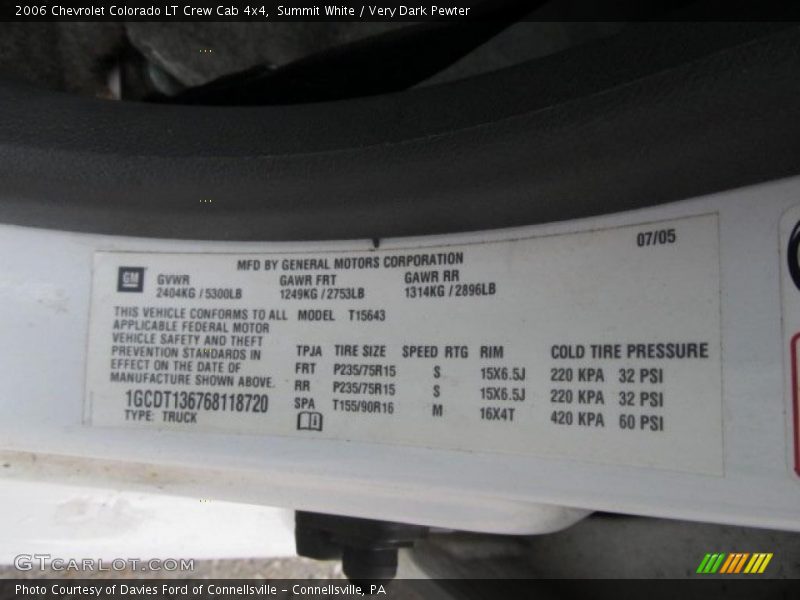 2006 Chevrolet Colorado LT Crew Cab 4x4,  Summit White / Very Dark Pewter
07/05
MFD BY GENERAL MOTORS CORPORATION
GM GVWR GAWR FRT GAWR RR
2404KG / 5300LB 1249KG / 2753LB 1314KG / 2896LB
THIS VEHICLE CONFORMS TO ALL MODEL T15643
APPLICABLE FEDERAL MOTOR
VEHICLE SAFETY AND THEFT
PREVENTION STANDARDS IN
EFFECT ON THE DATE OF
MANUFACTURE SHOWN ABOVE.
1GCDT136768118720
TYPE: TRUCK
TPJA TIRE SIZE SPEED RTG RIM COLD TIRE PRESSURE
FRT P235/75R15 S 15X6.5J 220 KPA 32 PSI
RR P235/75R15 S 15X6.5J 220 KPA 32 PSI
SPA T155/90R16 M 16X4T 420 KPA 60 PSI
GTCARLOT.COM
Photo Courtesy of Davies Ford of Connellsville - Connellsville, PA